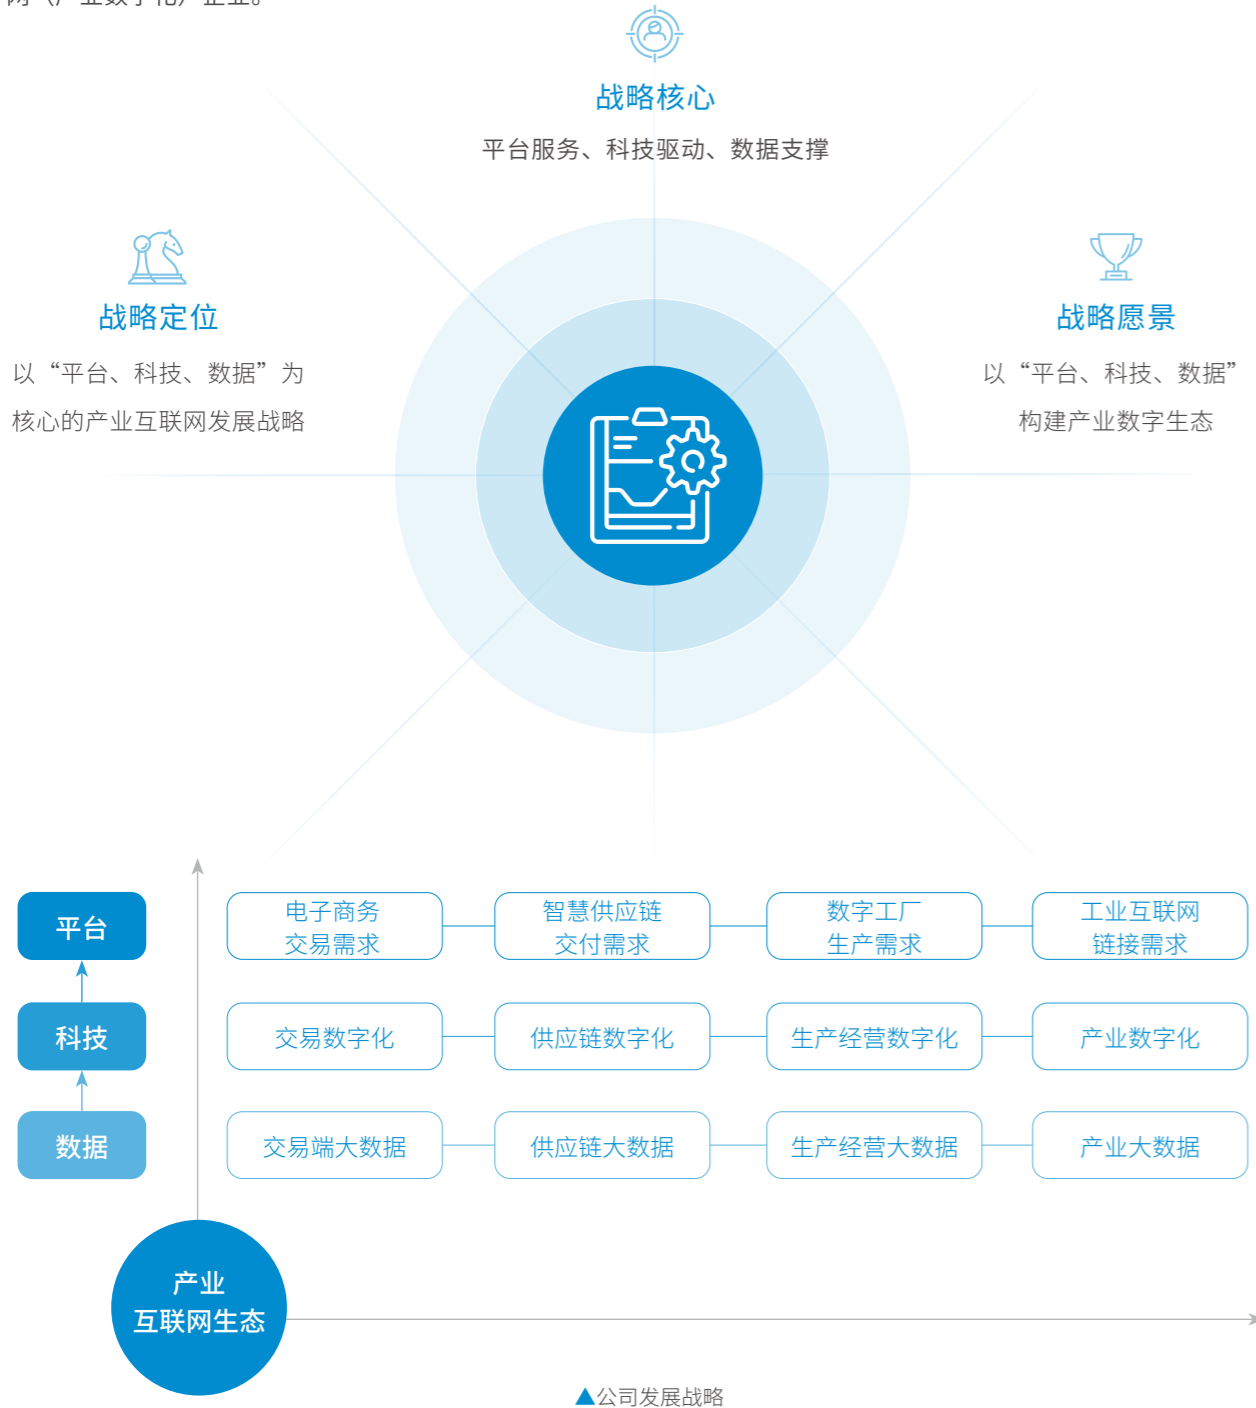 网（产业数字化）企业。
战略核心
平台服务、科技驱动、数据支撑
战略定位
以“平台、科技、数据”为
核心的产业互联网发展战略
战略愿景
以“平台、科技、数据”
构建产业数字生态
平台
电子商务
交易需求
智慧供应链
交付需求
数字工厂
生产需求
工业互联网
链接需求
科技
交易数字化
供应链数字化
生产经营数字化
产业数字化
数据
交易端大数据
供应链大数据
生产经营大数据
产业大数据
产业
互联网生态
▲公司发展战略